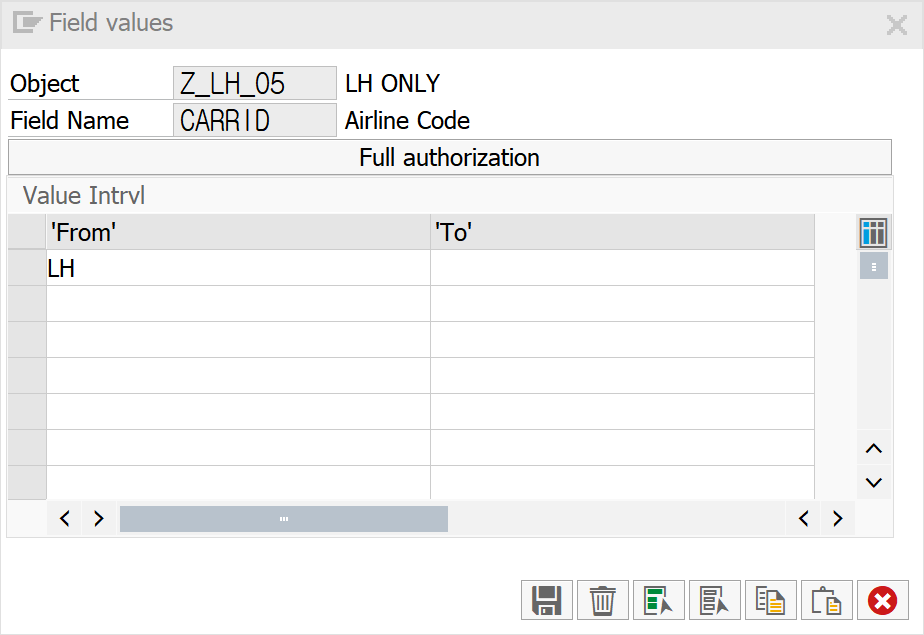 Field values
Object Z_LH_05 LH ONLY
Field Name CARRID Airline Code
Full authorization
Value Intrvl
'From' 'To'
LH